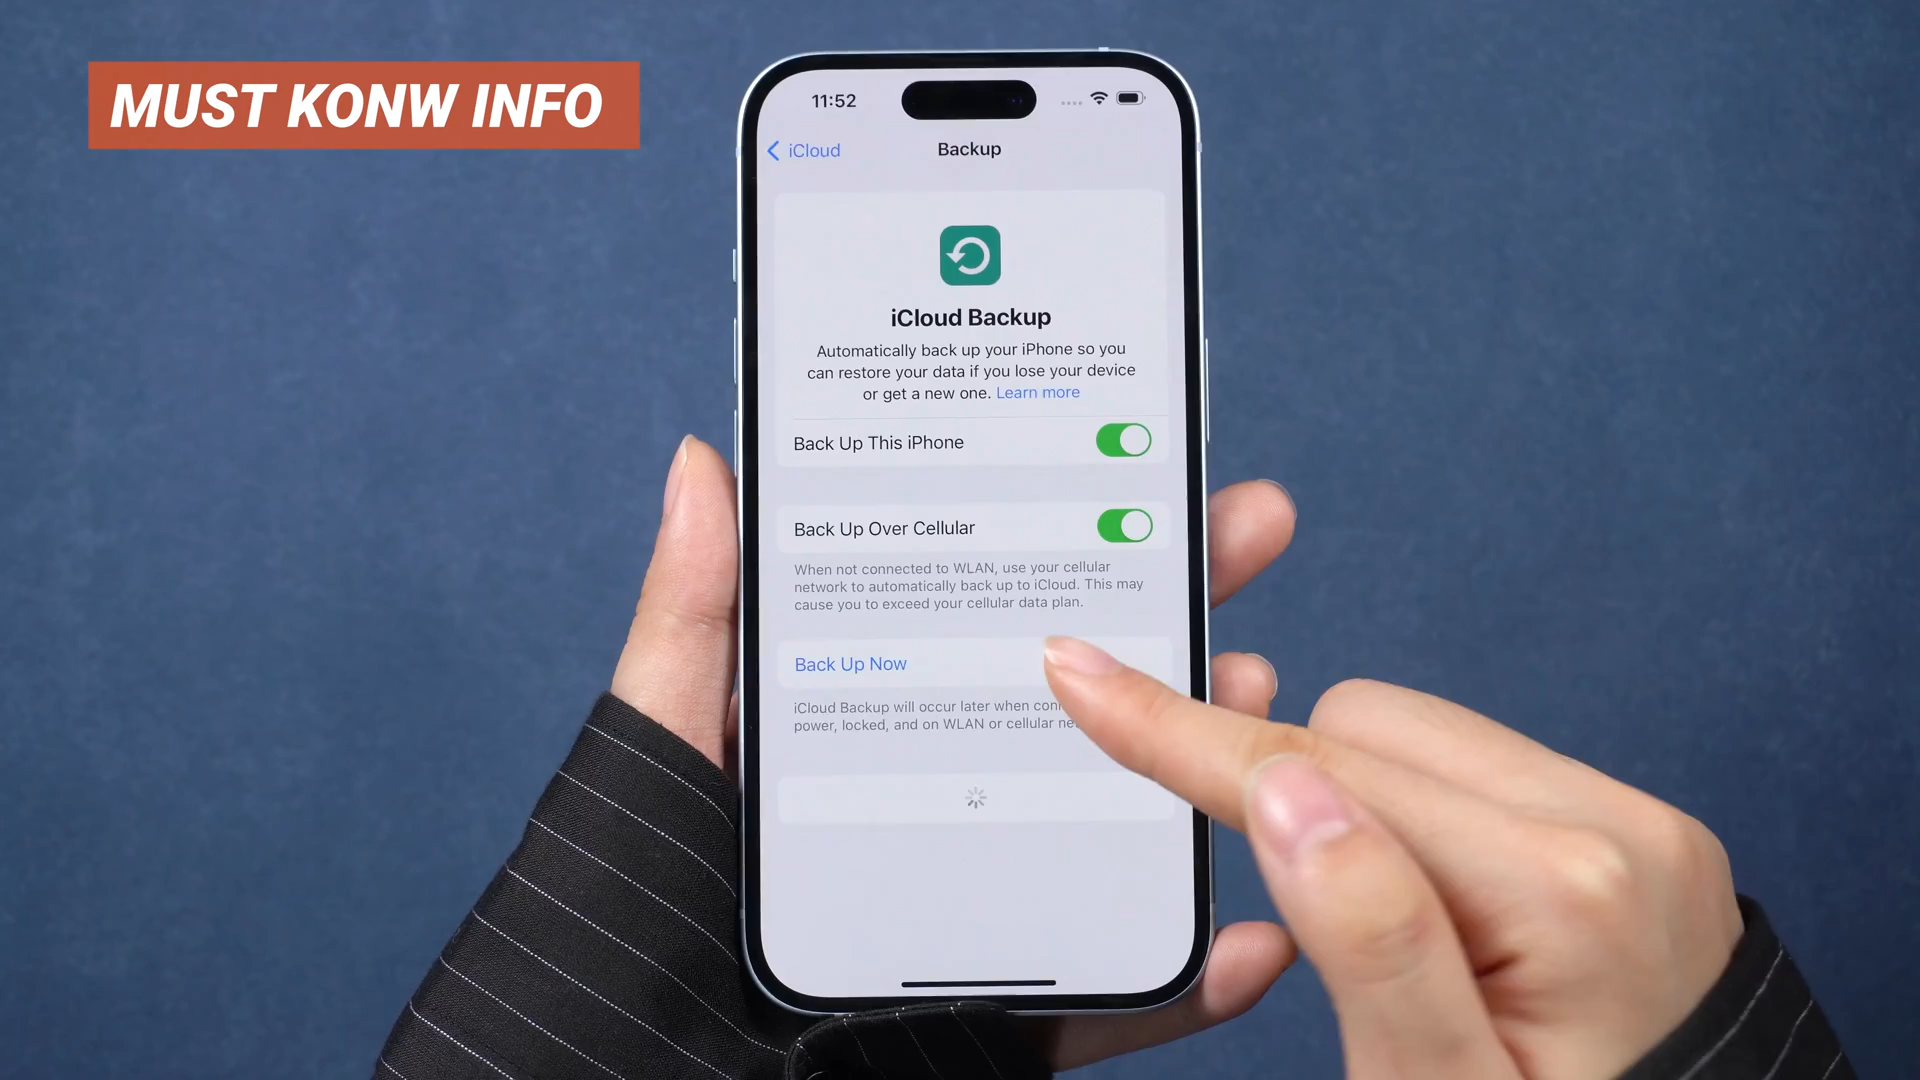 MUST KONW INFO
11:52
iCloud
Backup
iCloud Backup
Automatically back up your iPhone so you
can restore your data if you lose your device
or get a new one. Learn more
Back Up This iPhone
Back Up Over Cellular
When not connected to WLAN, use your cellular
network to automatically back up to iCloud. This may
cause you to exceed your cellular data plan.
Back Up Now
iCloud Backup will occur later when
power, locked, and on WLAN or cellular